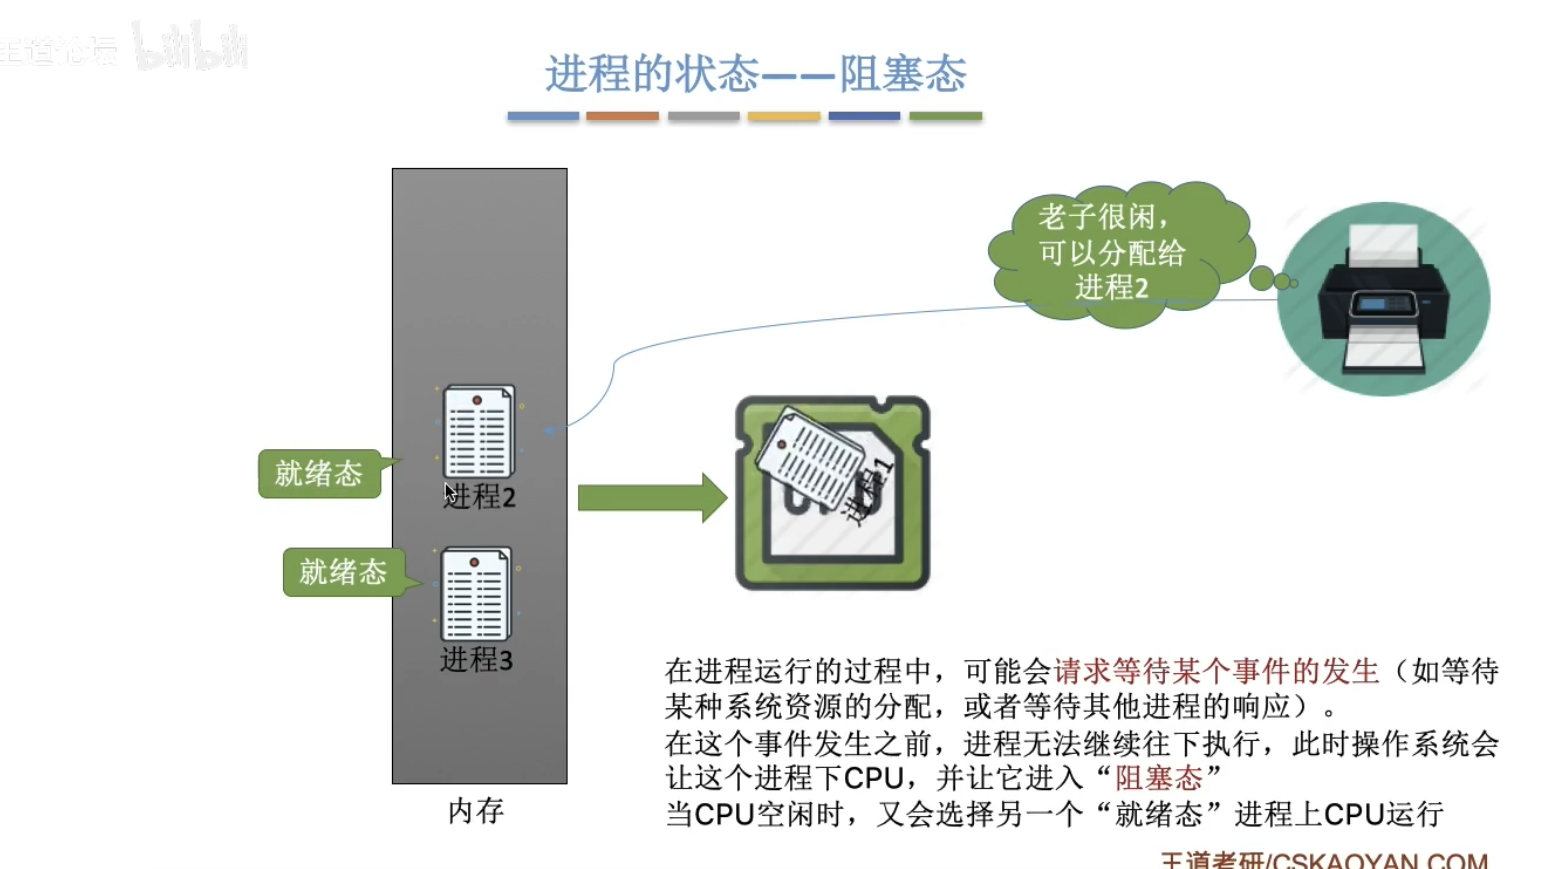 王道论坛 bilibili
进程的状态——阻塞态
老子很闲，
可以分配给
进程2
就绪态
进程2
进程1
就绪态
进程3
在进程运行的过程中，可能会请求等待某个事件的发生（如等待
某种系统资源的分配，或者等待其他进程的响应）。
在这个事件发生之前，进程无法继续往下执行，此时操作系统会
让这个进程下CPU，并让它进入“阻塞态”
当CPU空闲时，又会选择另一个“就绪态”进程上CPU运行
内存
王道考研/CSKAOYAN.COM